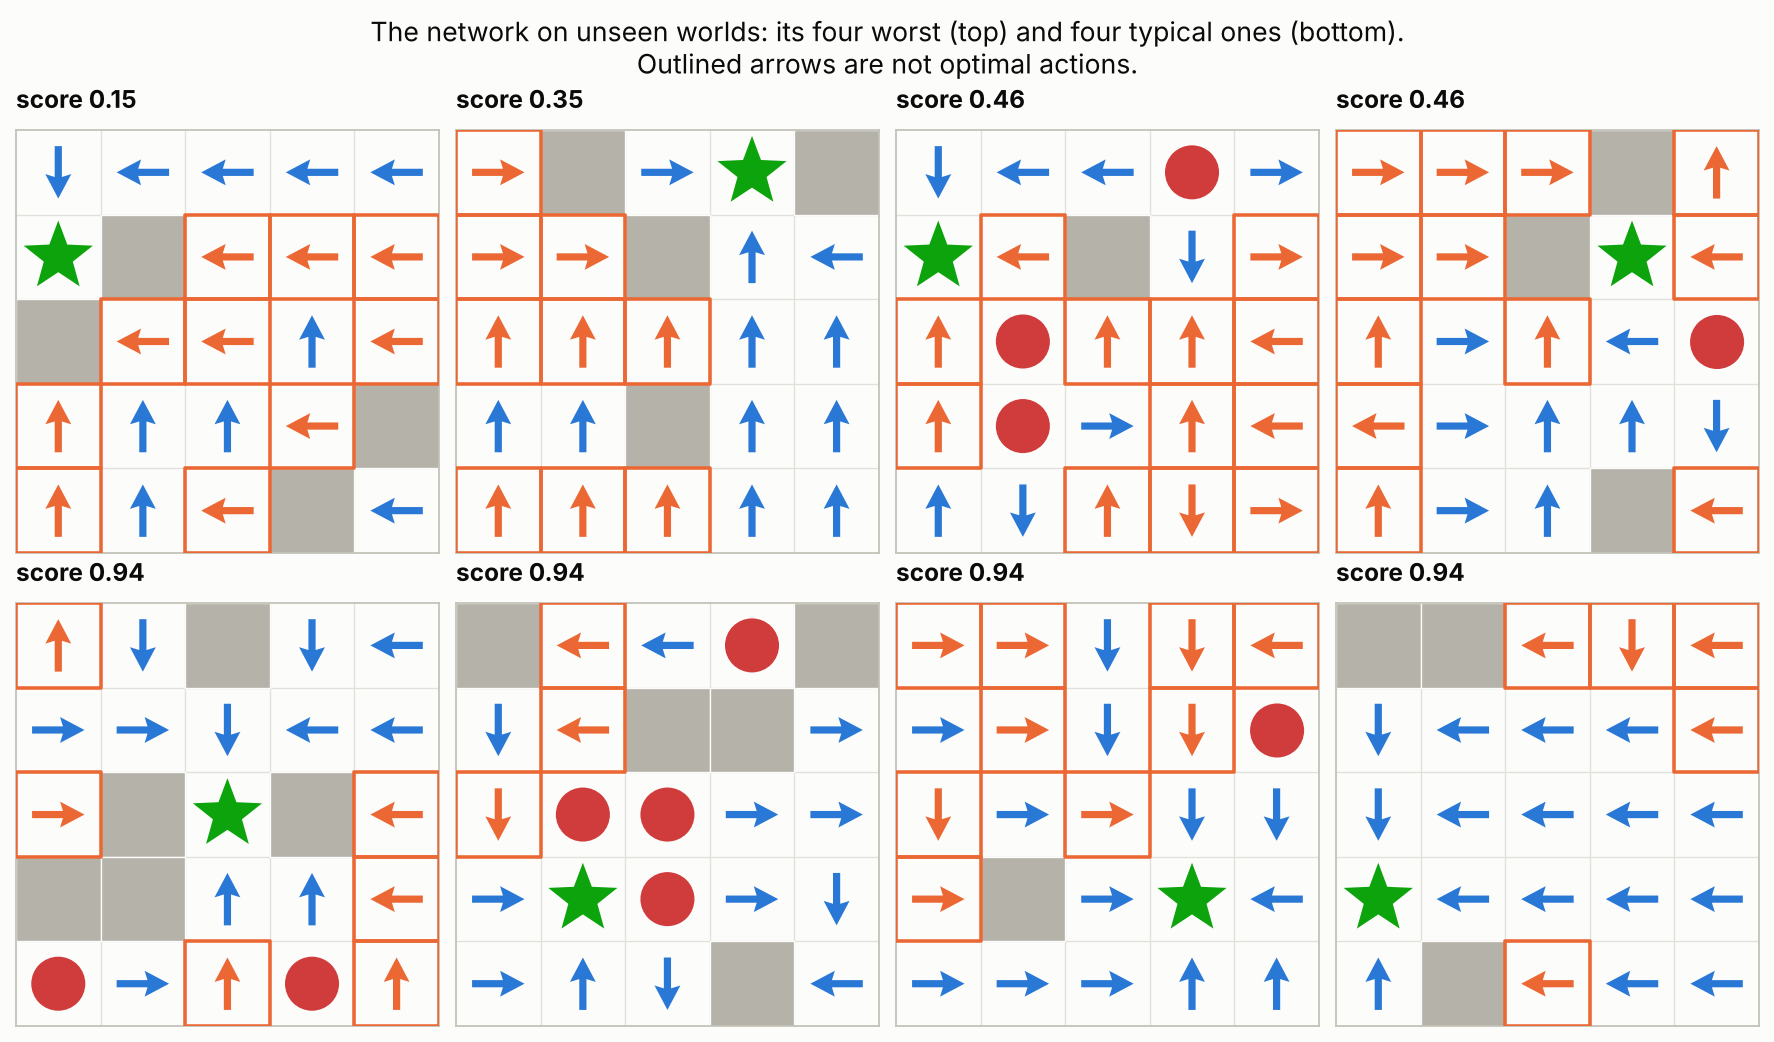 The network on unseen worlds: its four worst (top) and four typical ones (bottom).
Outlined arrows are not optimal actions.
score 0.15
score 0.35
score 0.46
score 0.46
score 0.94
score 0.94
score 0.94
score 0.94